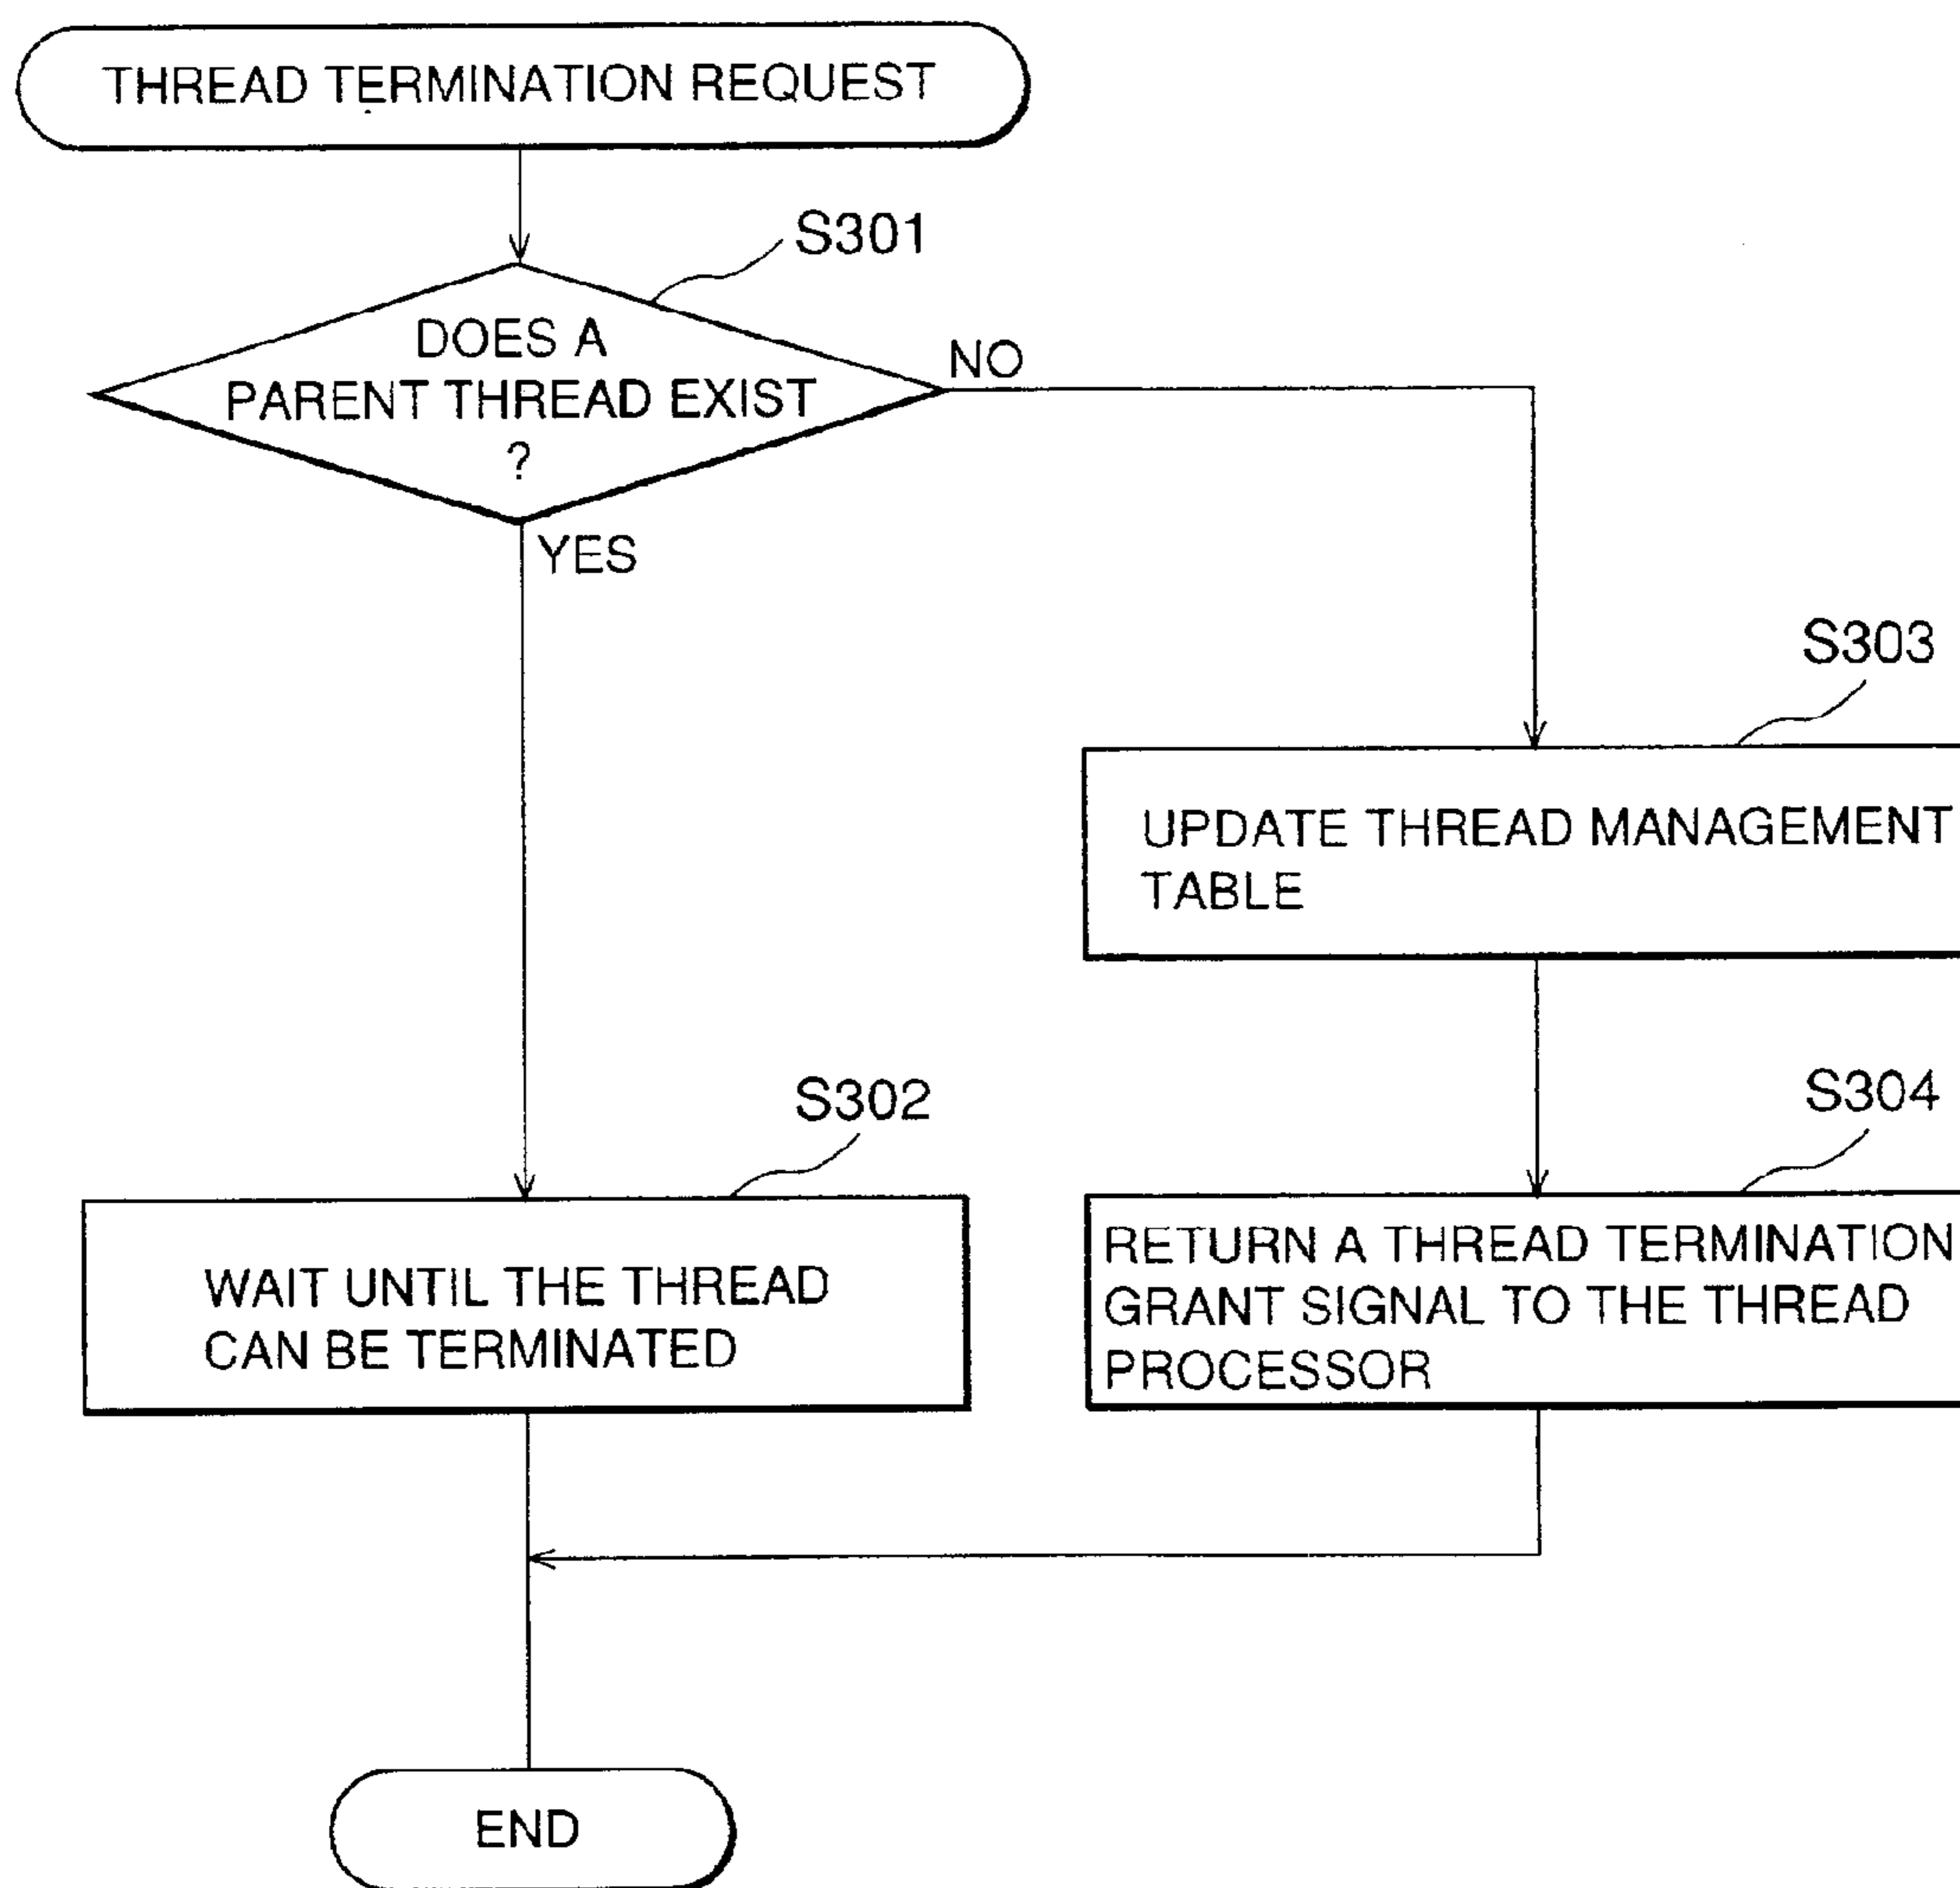 THREAD TERMINATION REQUEST
S301
DOES A
PARENT THREAD EXIST
?
NO
YES
S303
UPDATE THREAD MANAGEMENT
TABLE
S302
WAIT UNTIL THE THREAD
CAN BE TERMINATED
S304
RETURN A THREAD TERMINATION
GRANT SIGNAL TO THE THREAD
PROCESSOR
END